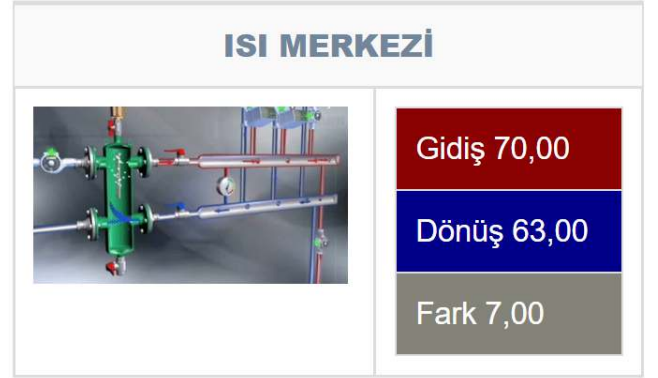 ISI MERKEZİ
Gidiş 70,00
Dönüş 63,00
Fark 7,00